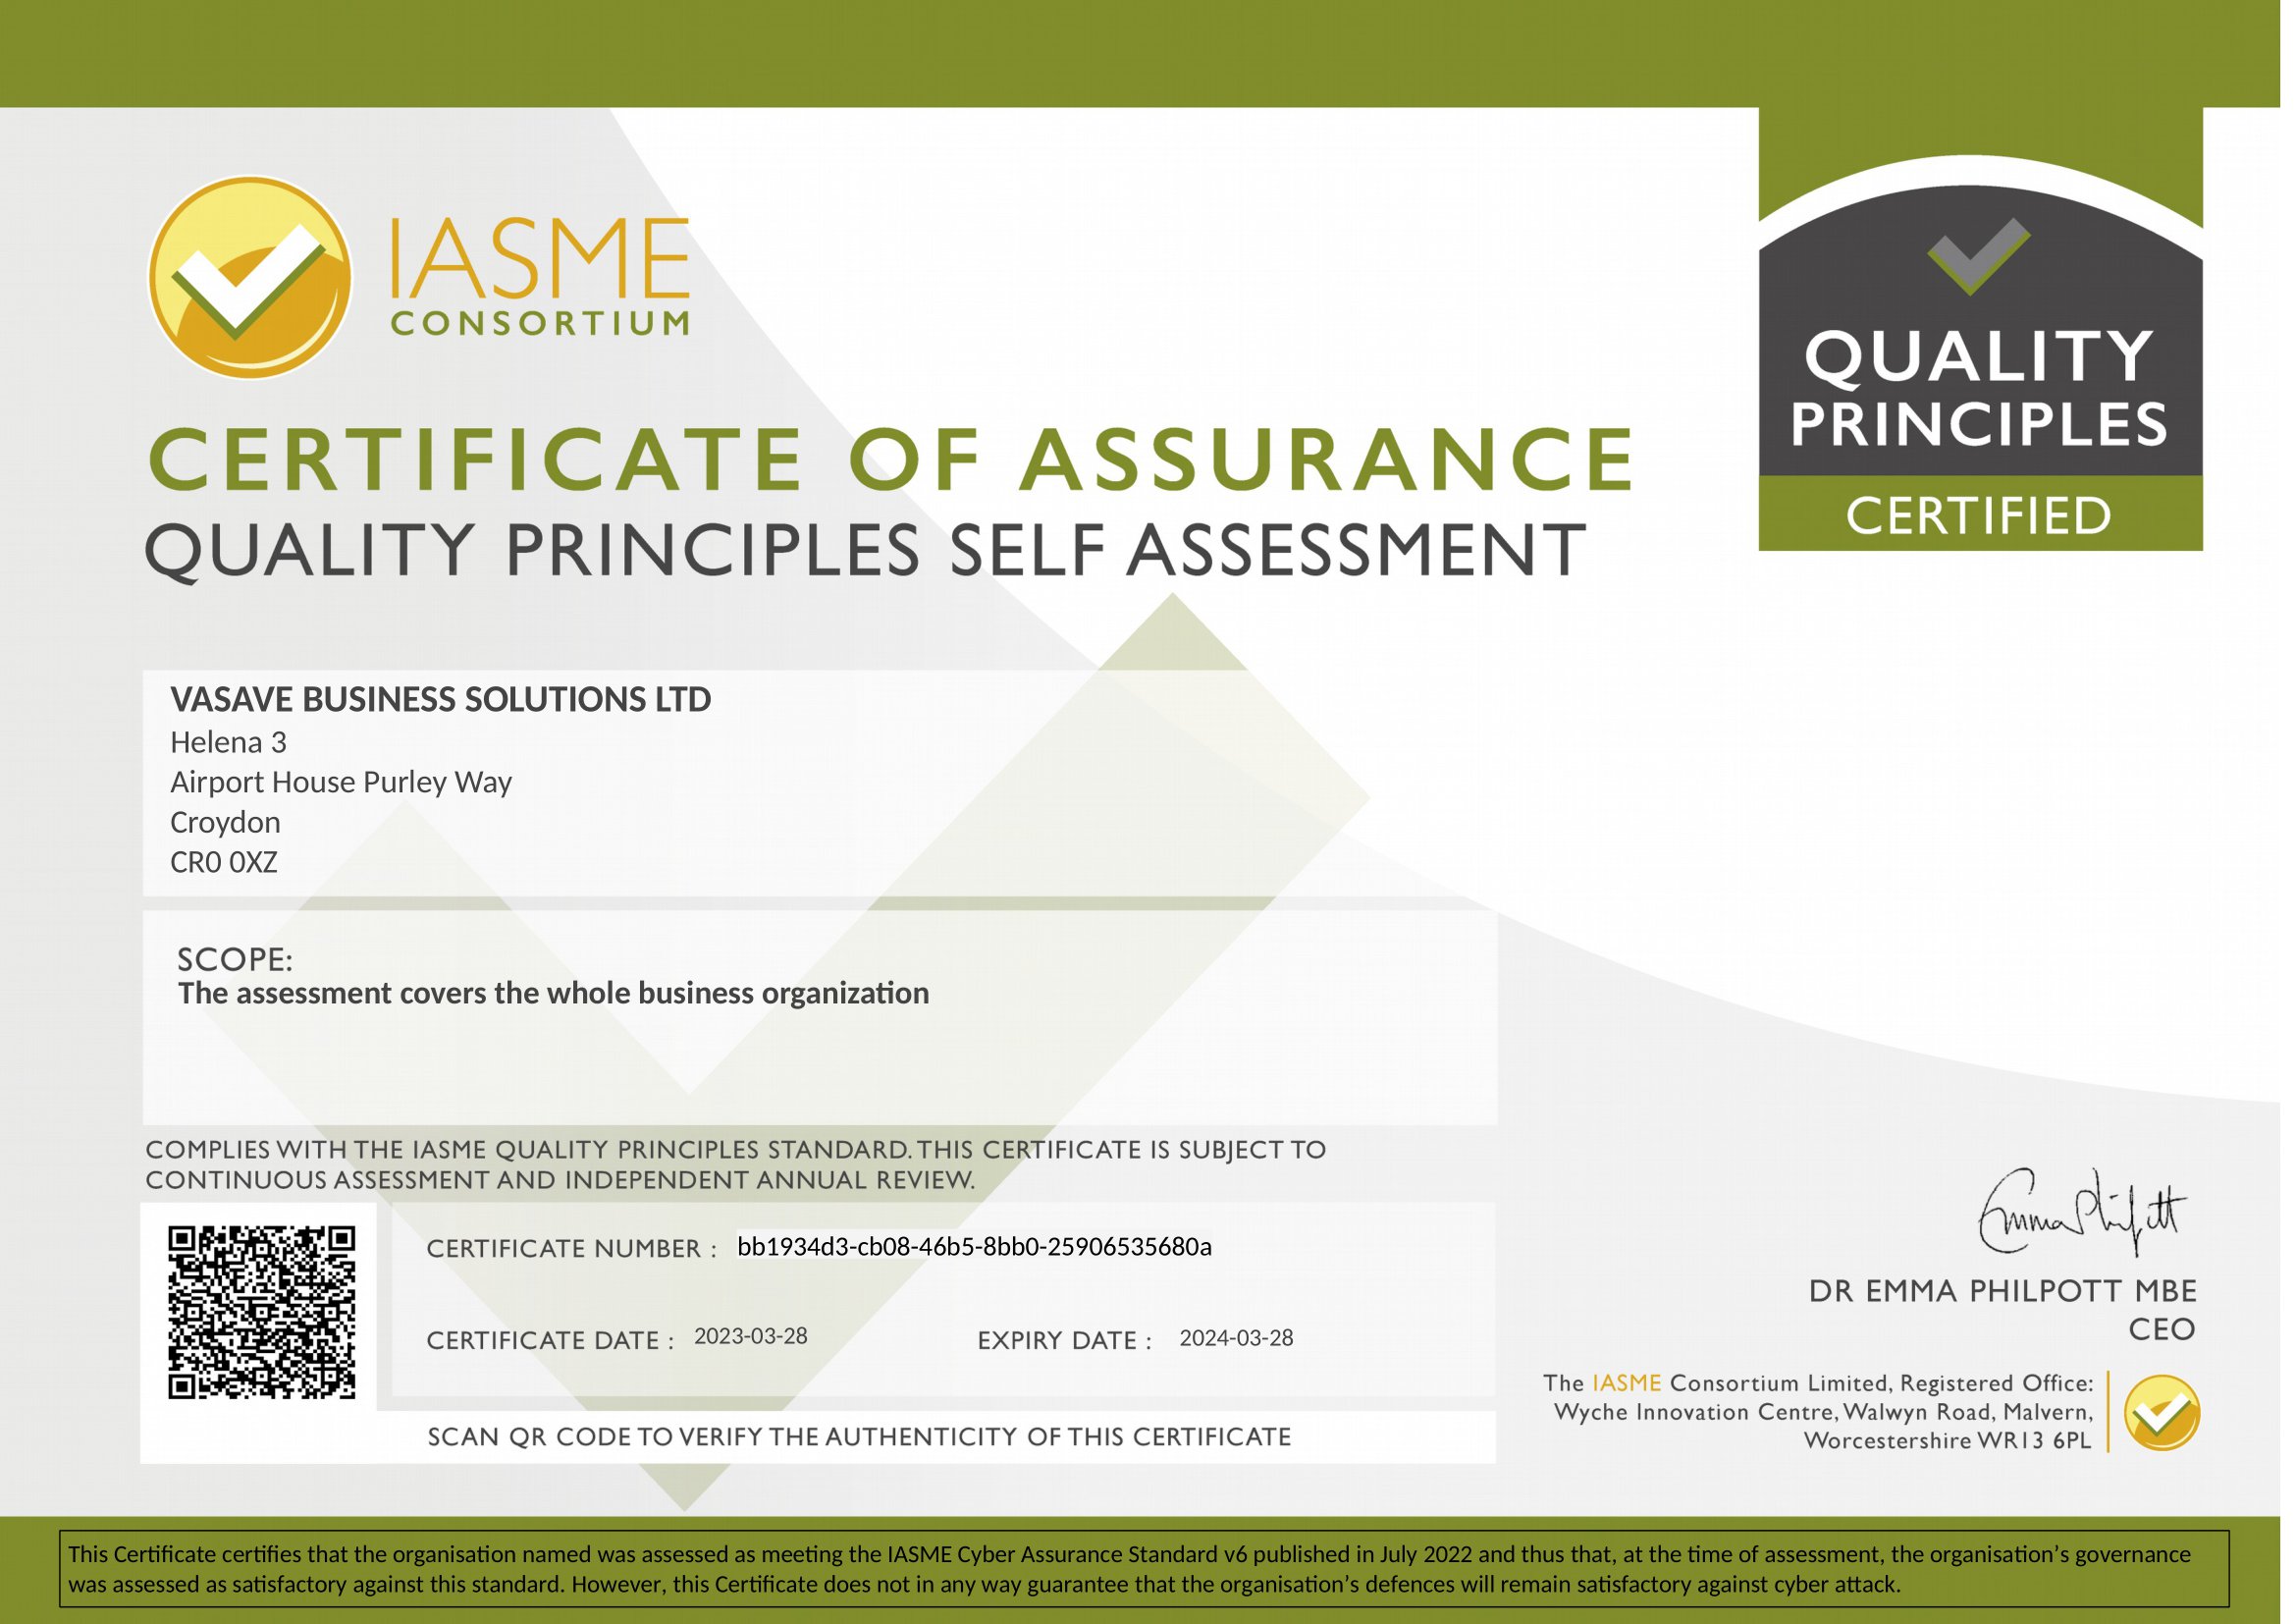 IASME
CONSORTIUM
QUALITY
PRINCIPLES
CERTIFIED
CERTIFICATE OF ASSURANCE
QUALITY PRINCIPLES SELF ASSESSMENT
VASAVE BUSINESS SOLUTIONS LTD
Helena 3
Airport House Purley Way
Croydon
CR0 0XZ
SCOPE:
The assessment covers the whole business organization
COMPLIES WITH THE IASME QUALITY PRINCIPLES STANDARD. THIS CERTIFICATE IS SUBJECT TO
CONTINUOUS ASSESSMENT AND INDEPENDENT ANNUAL REVIEW.
CERTIFICATE NUMBER : bb1934d3-cb08-46b5-8bb0-25906535680a
CERTIFICATE DATE : 2023-03-28 EXPIRY DATE : 2024-03-28
SCAN QR CODE TO VERIFY THE AUTHENTICITY OF THIS CERTIFICATE
Emma Philpott
DR EMMA PHILPOTT MBE
CEO
The IASME Consortium Limited, Registered Office:
Wyche Innovation Centre, Walwyn Road, Malvern,
Worcestershire WR13 6PL
This Certificate certifies that the organisation named was assessed as meeting the IASME Cyber Assurance Standard v6 published in July 2022 and thus that, at the time of assessment, the organisation's governance
was assessed as satisfactory against this standard. However, this Certificate does not in any way guarantee that the organisation's defences will remain satisfactory against cyber attack.